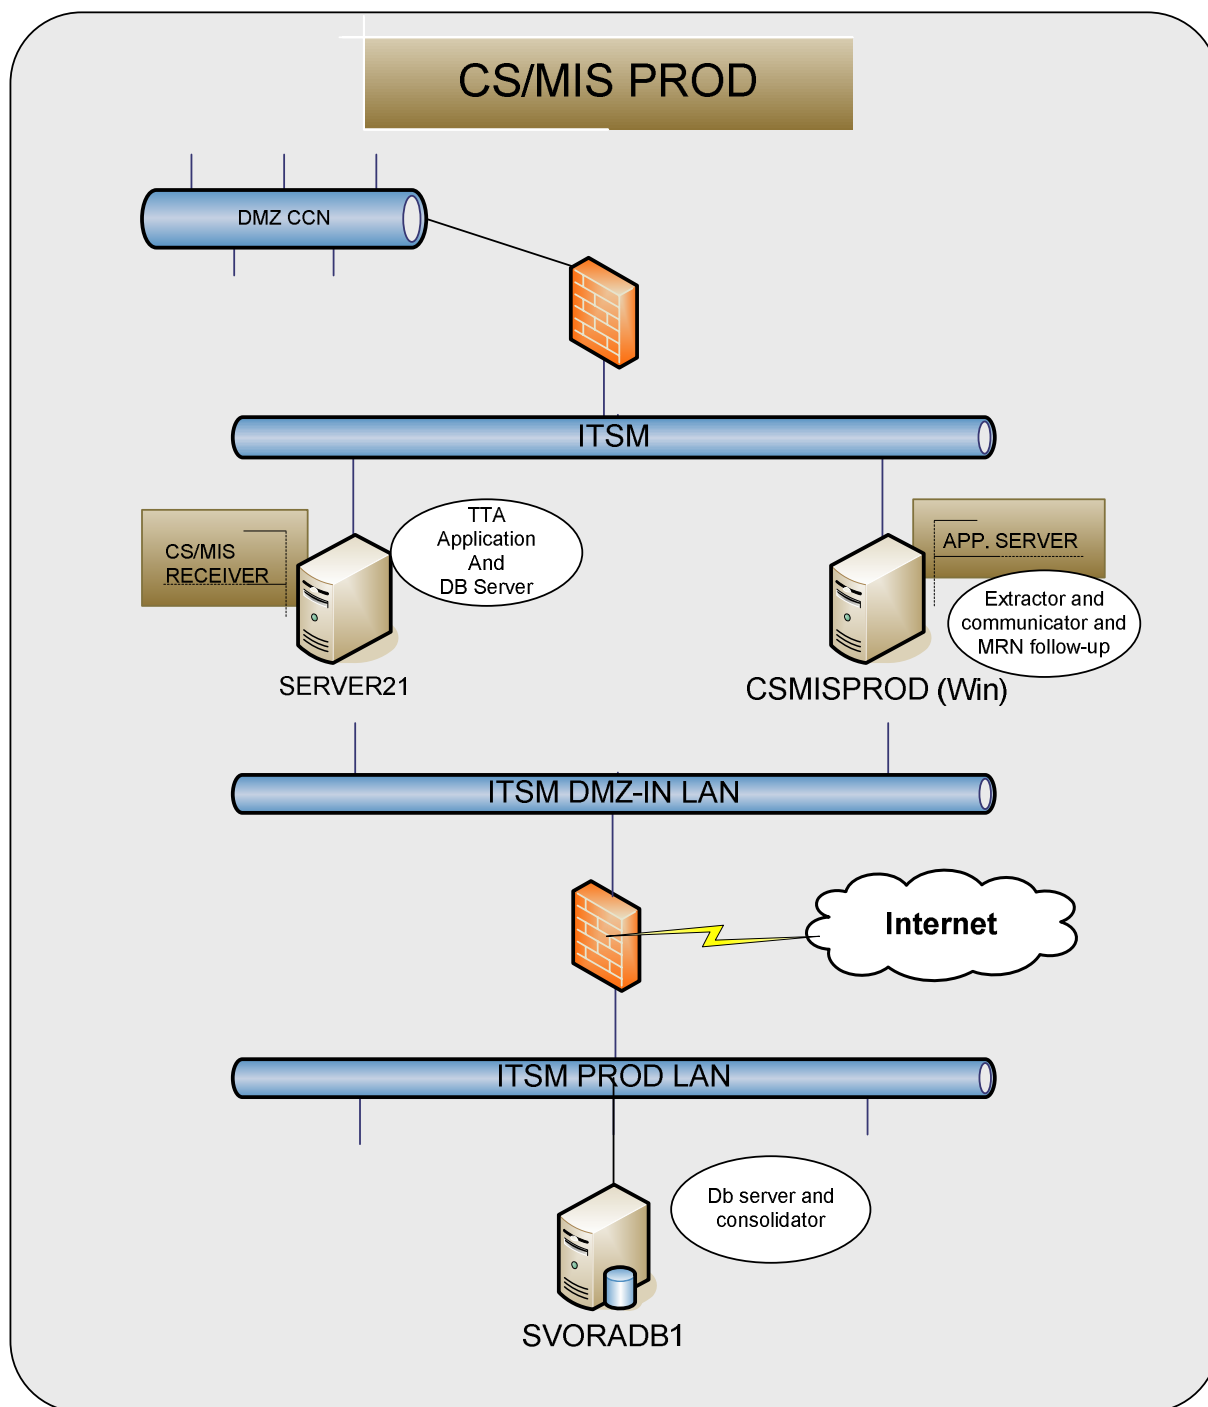 CS/MIS PROD
DMZ CCN
ITSM
CS/MIS
RECEIVER
TTA
Application
And
DB Server
APP. SERVER
Extractor and
communicator and
MRN follow-up
SERVER21
CSMISPROD (Win)
ITSM DMZ-IN LAN
Internet
ITSM PROD LAN
Db server and
consolidator
SVORADB1